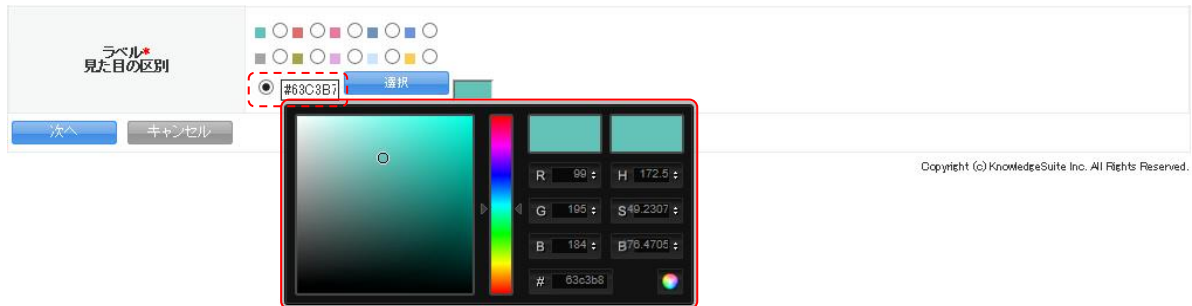 ラベル*
見た目の区別
#63C3B7
選択
次へ
キャンセル
R 99 H 172.5
G 195 S 49.2307
B 184 B 76.4705
# 63c3b8
Copyright (c) KnowledgeSuite Inc. All Rights Reserved.